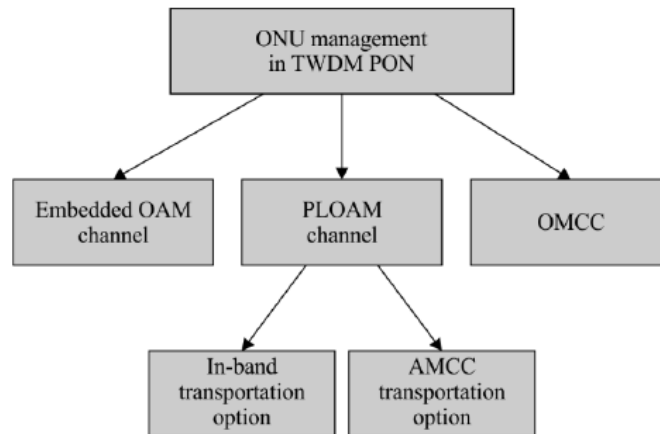 ONU management
in TWDM PON
Embedded OAM
channel
PLOAM
channel
OMCC
In-band
transportation
option
AMCC
transportation
option